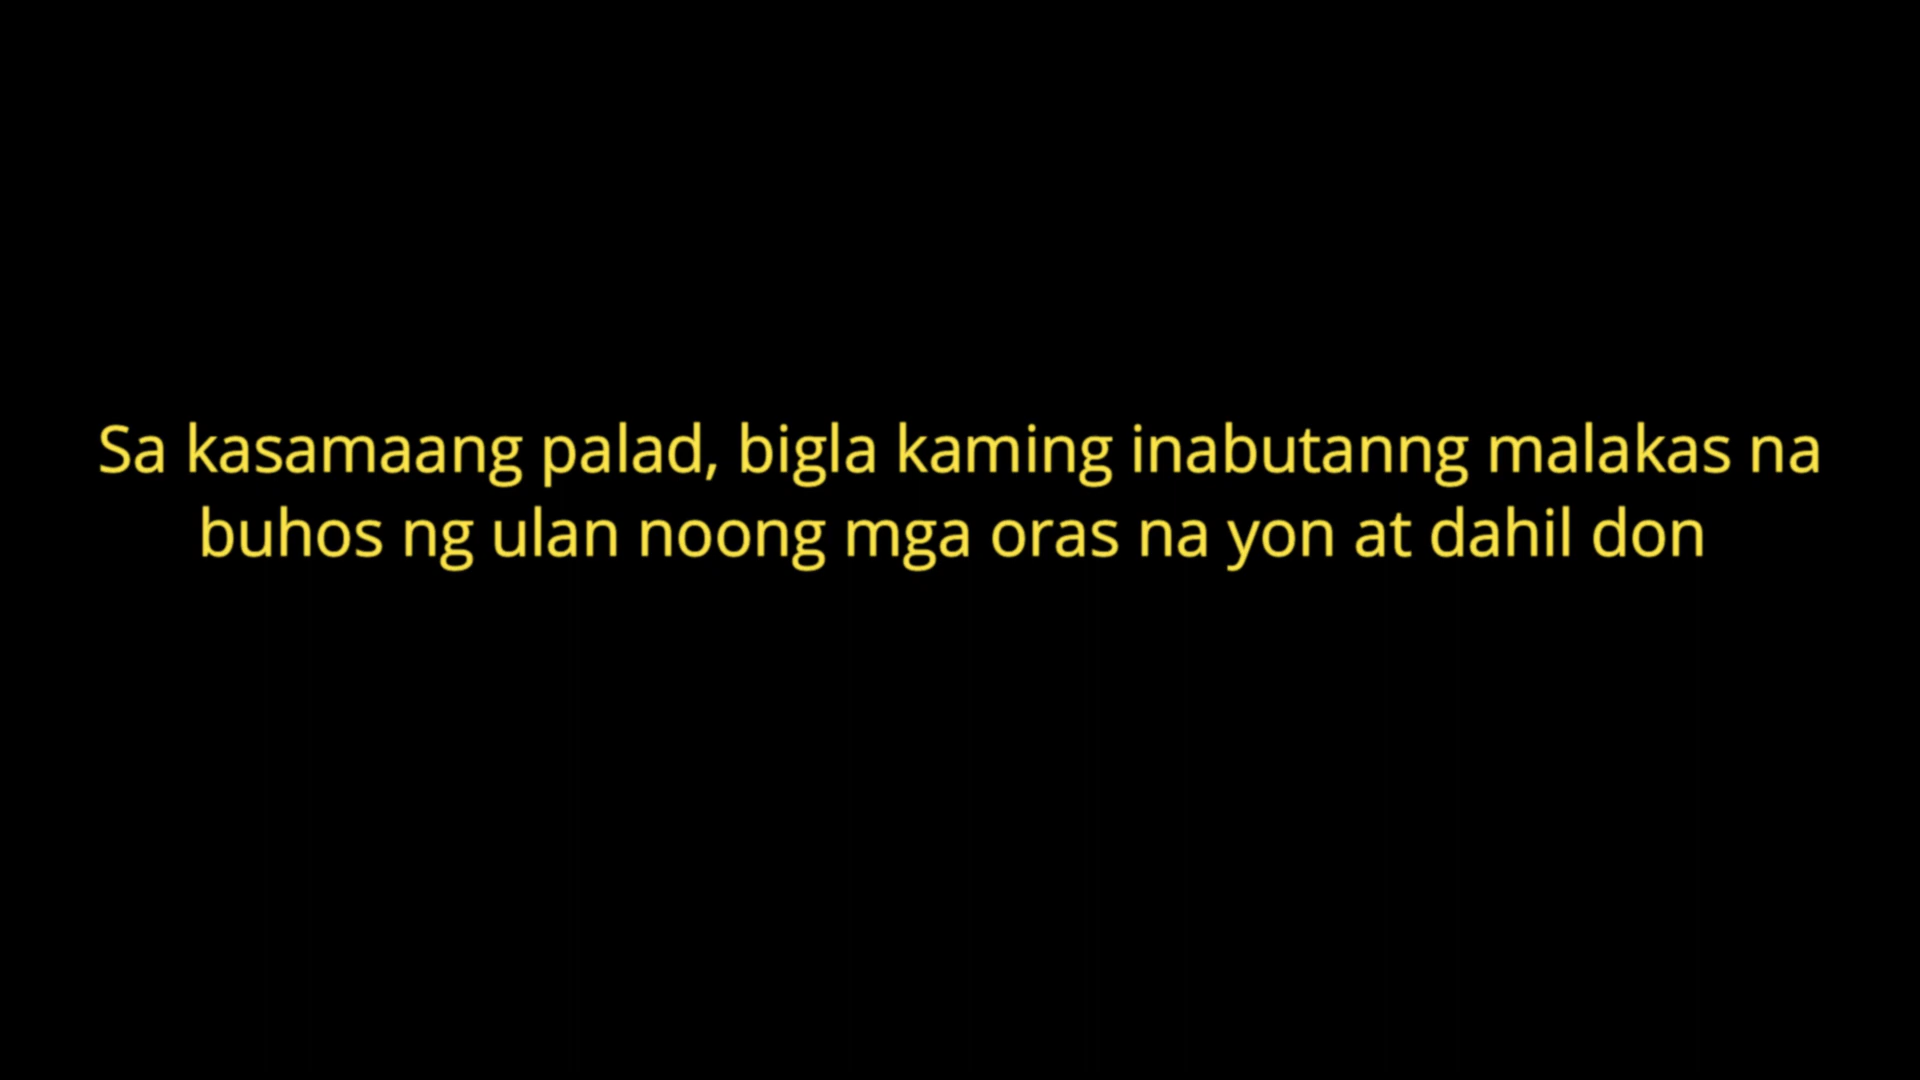 Sa kasamaang palad, bigla kaming inabutanng malakas na
buhos ng ulan noong mga oras na yon at dahil don